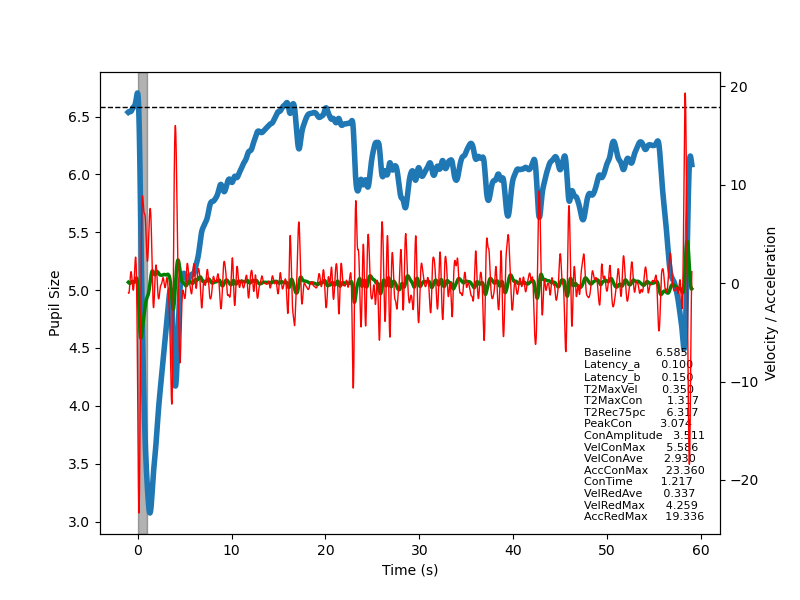 6.5
6.0
5.5
5.0
4.5
4.0
3.5
3.0
Pupil Size
20
10
0
−10
−20
Velocity / Acceleration
Baseline 6.585
Latency_a 0.100
Latency_b 0.150
T2MaxVel 0.350
T2MaxCon 1.317
T2Rec75pc 6.317
PeakCon 3.074
ConAmplitude 3.511
VelConMax 5.586
VelConAve 2.930
AccConMax 23.360
ConTime 1.217
VelRedAve 0.337
VelRedMax 4.259
AccRedMax 19.336
0 10 20 30 40 50 60
Time (s)